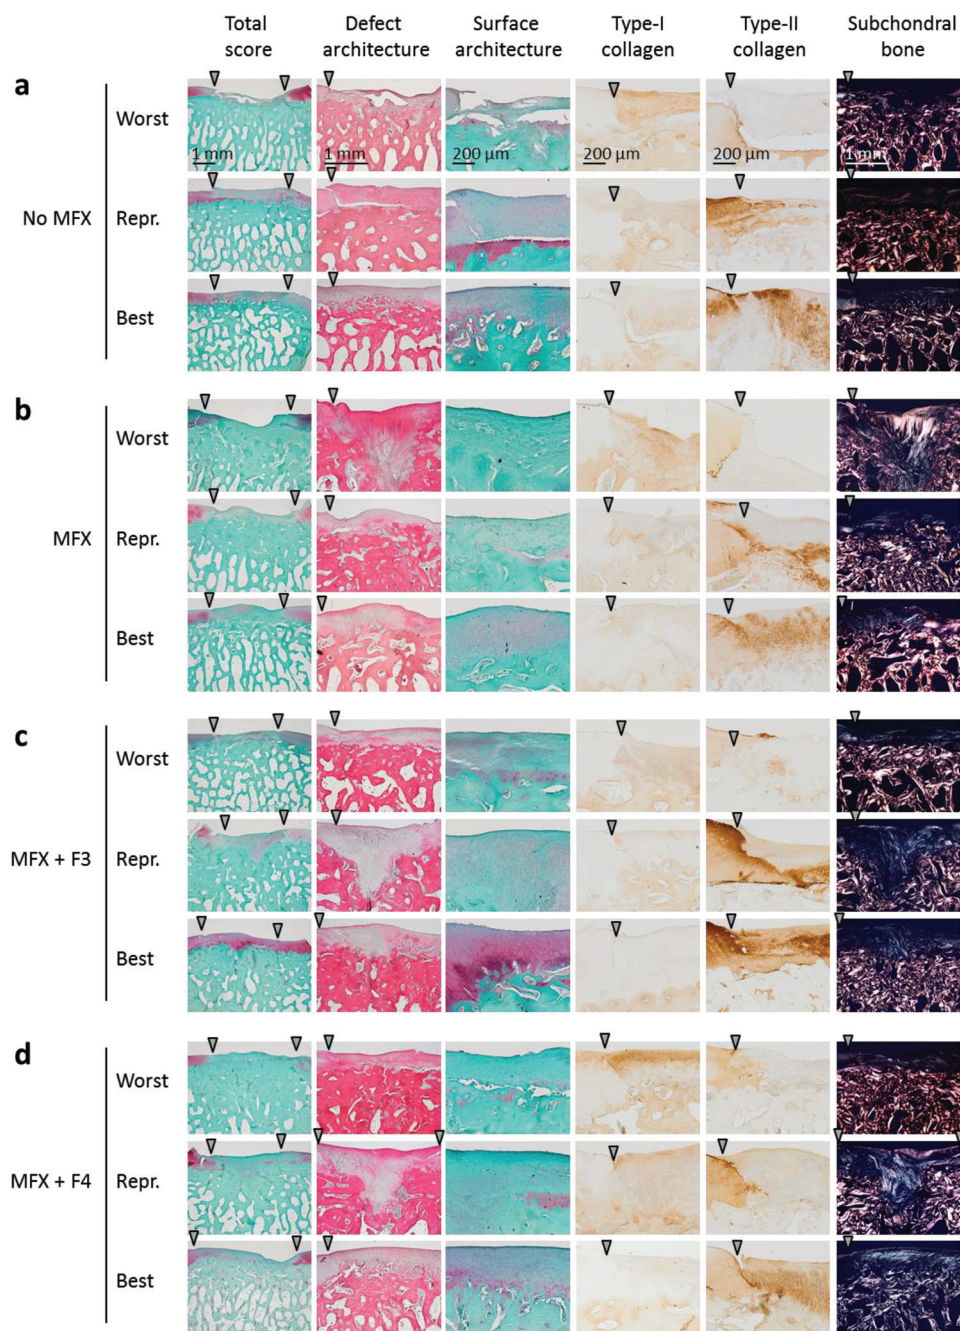 Total score
Defect architecture
Surface architecture
Type-I collagen
Type-II collagen
Subchondral bone
a
No MFX
Worst
1 mm
1 mm
200 µm
200 µm
200 µm
1 mm
Repr.
Best
b
MFX
Worst
Repr.
Best
c
MFX + F3
Worst
Repr.
Best
d
MFX + F4
Worst
Repr.
Best